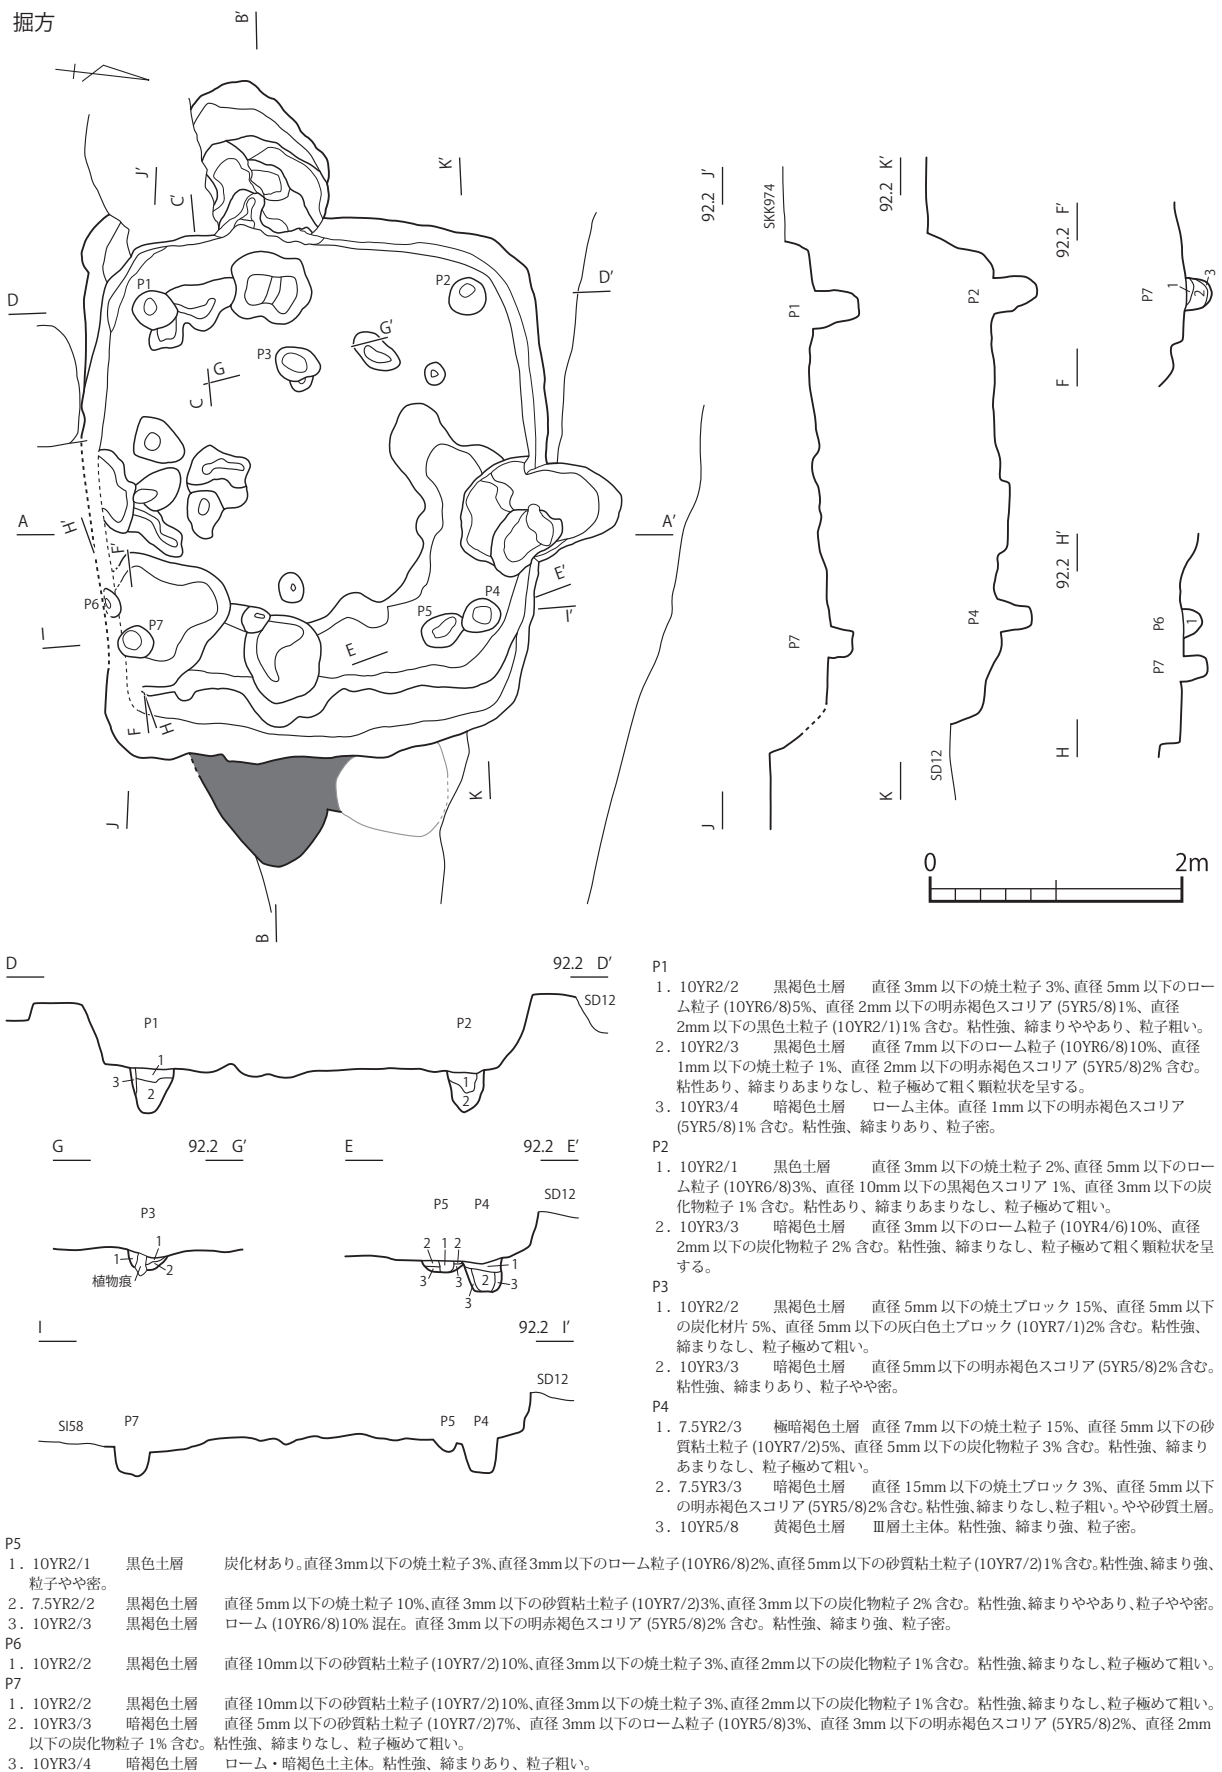 掘方
B'
J'
C'
K'
92.2 J'
SKK974
92.2 K'
92.2 F'
D
P1
P2
D'
G'
P3
G
C
P1
P2
P7
1
2
3
F
A
H'
F'
A'
E'
P6
P7
P5
P4
I'
I
E
F
H
P7
P4
92.2 H'
P6
1
P7
H
J
K
B
J
K
SD12
0
2m
D
92.2 D'
SD12
P1
P2
1
3
2
1
2
G
92.2 G'
P3
1
1
2
植物痕
E
92.2 E'
SD12
P5
P4
2 1 2
1
3
3
2
3
3
I
92.2 I'
SD12
SI58
P7
P5
P4
P1
1. 10YR2/2 黒褐色土層 直径 3mm 以下の焼土粒子 3%、直径 5mm 以下のロー
ム粒子 (10YR6/8)5%、直径 2mm 以下の明赤褐色スコリア (5YR5/8)1%、直径
2mm 以下の黒色土粒子 (10YR2/1)1% 含む。粘性強、締まりややあり、粒子粗い。
2. 10YR2/3 黒褐色土層 直径 7mm 以下のローム粒子 (10YR6/8)10%、直径
1mm 以下の焼土粒子 1%、直径 2mm 以下の明赤褐色スコリア (5YR5/8)2% 含む。
粘性あり、締まりあまりなし、粒子極めて粗く顆粒状を呈する。
3. 10YR3/4 暗褐色土層 ローム主体。直径 1mm 以下の明赤褐色スコリア
(5YR5/8)1% 含む。粘性強、締まりあり、粒子密。
P2
1. 10YR2/1 黒色土層 直径 3mm 以下の焼土粒子 2%、直径 5mm 以下のロー
ム粒子 (10YR6/8)3%、直径 10mm 以下の黒褐色スコリア 1%、直径 3mm 以下の炭
化物粒子 1% 含む。粘性あり、締まりあまりなし、粒子極めて粗い。
2. 10YR3/3 暗褐色土層 直径 3mm 以下のローム粒子 (10YR4/6)10%、直径
2mm 以下の炭化物粒子 2% 含む。粘性強、締まりなし、粒子極めて粗く顆粒状を呈
する。
P3
1. 10YR2/2 黒褐色土層 直径 5mm 以下の焼土ブロック 15%、直径 5mm 以下
の炭化材片 5%、直径 5mm 以下の灰白色土ブロック (10YR7/1)2% 含む。粘性強、
締まりなし、粒子極めて粗い。
2. 10YR3/3 暗褐色土層 直径 5mm 以下の明赤褐色スコリア (5YR5/8)2% 含む。
粘性強、締まりあり、粒子やや密。
P4
1. 7.5YR2/3 極暗褐色土層 直径 7mm 以下の焼土粒子 15%、直径 5mm 以下の砂
質粘土粒子 (10YR7/2)5%、直径 5mm 以下の炭化物粒子 3% 含む。粘性強、締まり
あまりなし、粒子極めて粗い。
2. 7.5YR3/3 暗褐色土層 直径 15mm 以下の焼土ブロック 3%、直径 5mm 以下
の明赤褐色スコリア (5YR5/8)2% 含む。粘性強、締まりなし、粒子粗い。やや砂質土層。
3. 10YR5/8 黄褐色土層 Ⅲ層土主体。粘性強、締まり強、粒子密。
P5
1. 10YR2/1 黒色土層 炭化材あり。直径 3mm 以下の焼土粒子 3%、直径 3mm 以下のローム粒子 (10YR6/8)2%、直径 5mm 以下の砂質粘土粒子 (10YR7/2)1% 含む。粘性強、締まり強、
粒子やや密。
2. 7.5YR2/2 黒褐色土層 直径 5mm 以下の焼土粒子 10%、直径 3mm 以下の砂質粘土粒子 (10YR7/2)3%、直径 3mm 以下の炭化物粒子 2% 含む。粘性強、締まりややあり、粒子やや密。
3. 10YR2/3 黒褐色土層 ローム (10YR6/8)10% 混在。直径 3mm 以下の明赤褐色スコリア (5YR5/8)2% 含む。粘性強、締まり強、粒子密。
P6
1. 10YR2/2 黒褐色土層 直径 10mm 以下の砂質粘土粒子 (10YR7/2)10%、直径 3mm 以下の焼土粒子 3%、直径 2mm 以下の炭化物粒子 1% 含む。粘性強、締まりなし、粒子極めて粗い。
P7
1. 10YR2/2 黒褐色土層 直径 10mm 以下の砂質粘土粒子 (10YR7/2)10%、直径 3mm 以下の焼土粒子 3%、直径 2mm 以下の炭化物粒子 1% 含む。粘性強、締まりなし、粒子極めて粗い。
2. 10YR3/3 暗褐色土層 直径 5mm 以下の砂質粘土粒子 (10YR7/2)7%、直径 3mm 以下のローム粒子 (10YR5/8)3%、直径 3mm 以下の明赤褐色スコリア (5YR5/8)2%、直径 2mm
以下の炭化物粒子 1% 含む。粘性強、締まりなし、粒子極めて粗い。
3. 10YR3/4 暗褐色土層 ローム・暗褐色土主体。粘性強、締まりあり、粒子粗い。